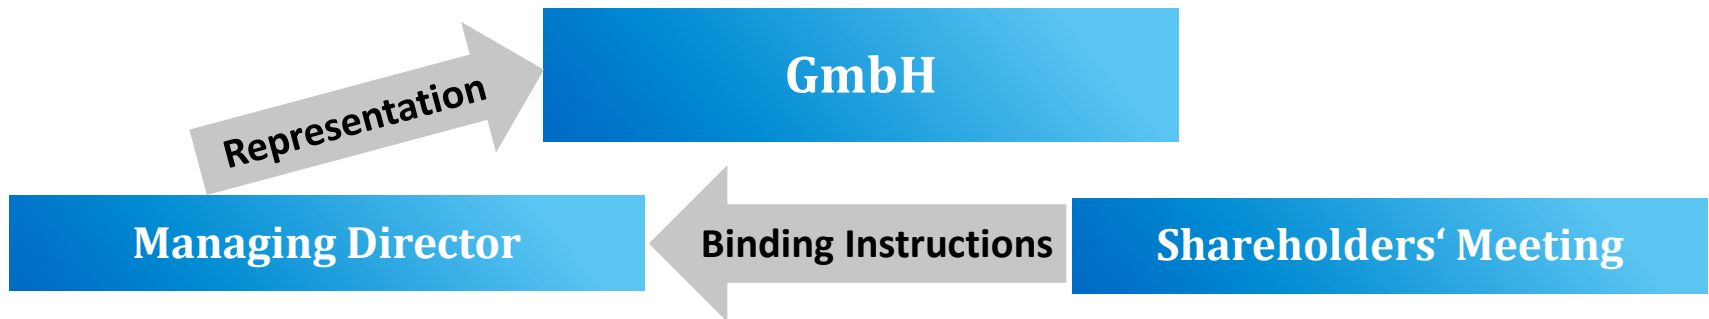 GmbH
Representation
Managing Director
Binding Instructions
Shareholders‘ Meeting